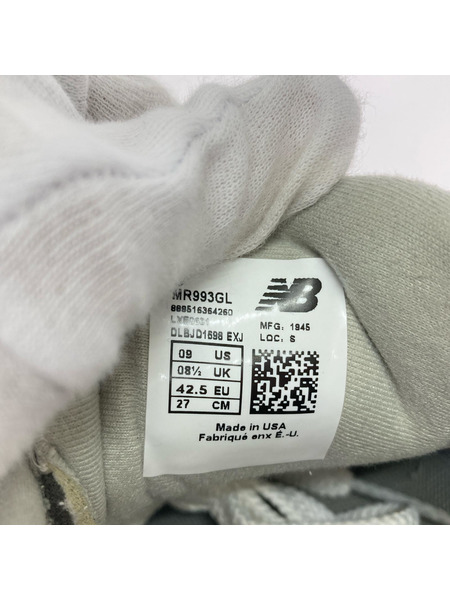 MR993GL
888516364260
DLBJD1698 EXJ
MFG: 1945
LOC: S
09 US
08½ UK
42.5 EU
27 CM
Made in USA
Fabriqué enx É.-U.